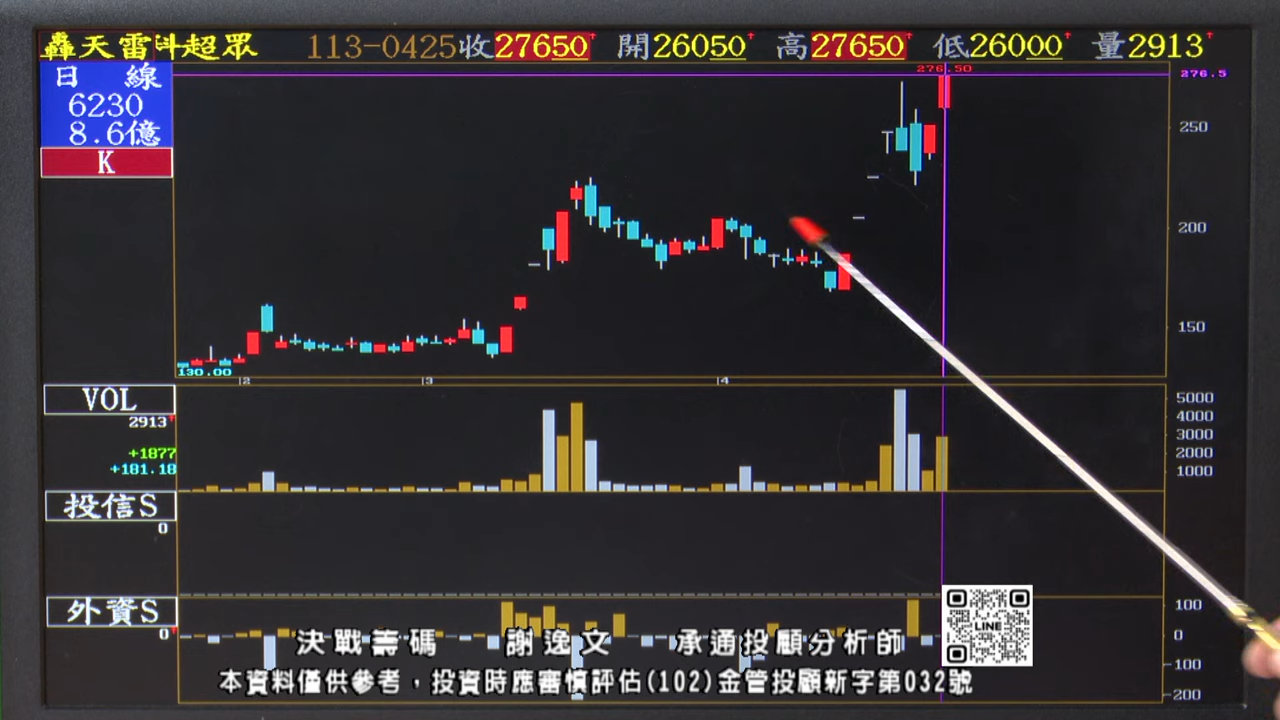 轟天雷科超眾 113-0425收27650↑ 開26050↑ 高27650↑ 低26000↑ 量2913↑
日 線
6230
8.6億
K
276.50
276.5
250
200
150
130.00
2 3 4
VOL
2913↑
+1877
+181.18
5000
4000
3000
2000
1000
投信S
0
外資S
0↑
100
0
-100
-200
LINE
決戰籌碼 謝逸文 承通投顧分析師
本資料僅供參考,投資時應審慎評估(102)金管投顧新字第032號